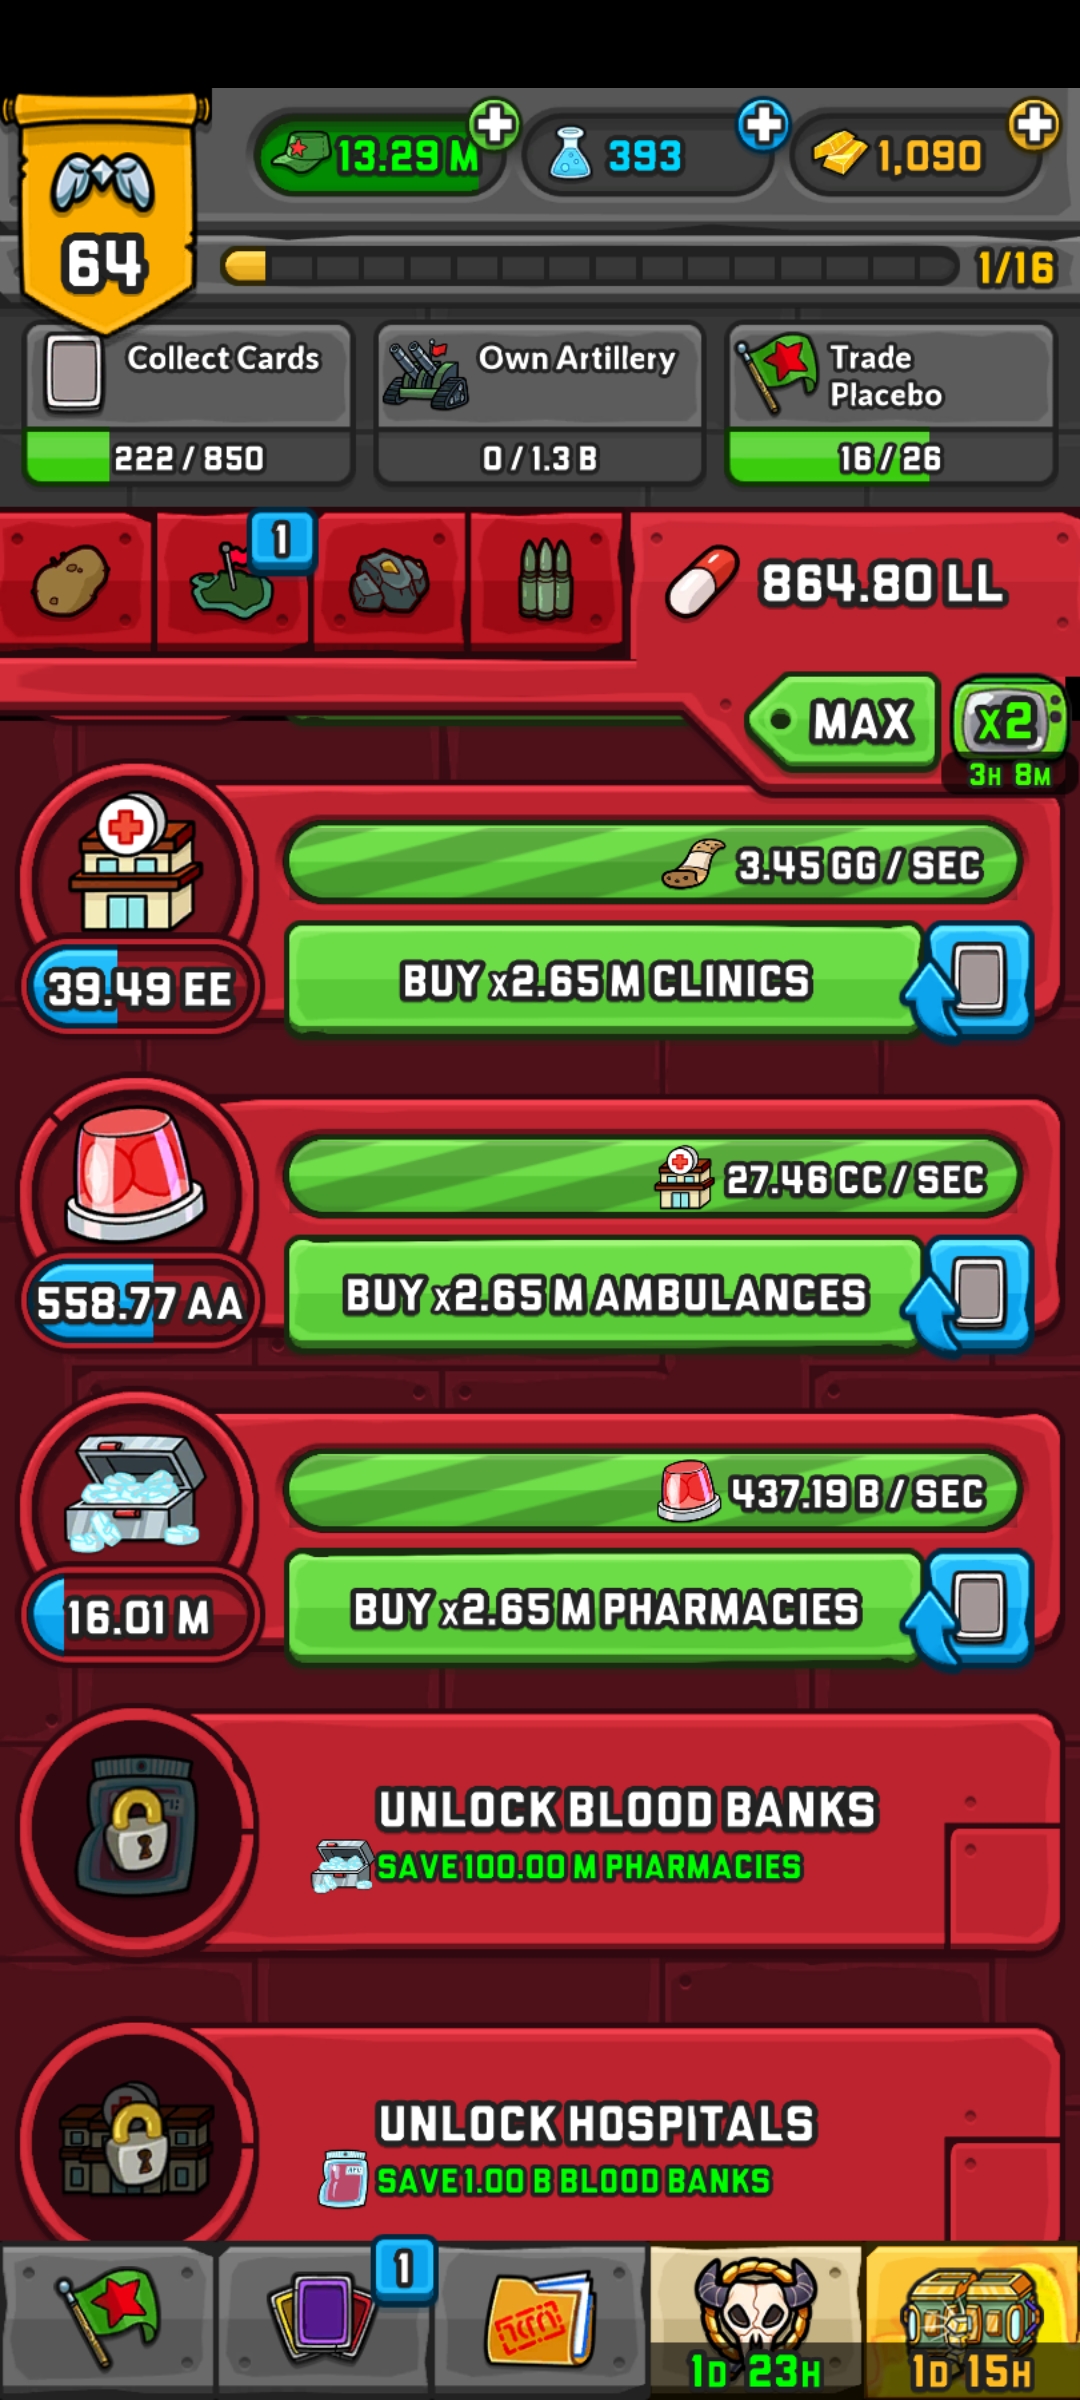 13.29 M
393
1,090
64
1/16
Collect Cards
222 / 850
Own Artillery
0 / 1.3 B
Trade
Placebo
16 / 26
1
864.80 LL
MAX
x2
3H 8M
3.45 GG / SEC
39.49 EE
BUY x2.65 M CLINICS
27.46 CC / SEC
558.77 AA
BUY x2.65 M AMBULANCES
437.19 B / SEC
16.01 M
BUY x2.65 M PHARMACIES
UNLOCK BLOOD BANKS
SAVE 100.00 M PHARMACIES
UNLOCK HOSPITALS
SAVE 1.00 B BLOOD BANKS
1
1D 23H
1D 15H